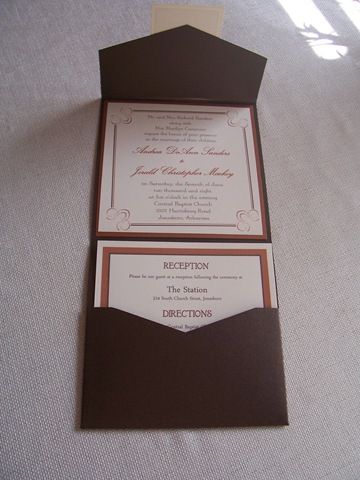 Mr. and Mrs. Richard Sanders
along with
Mrs. Marilyn
request the honor of your presence
at the marriage of their children
Andrea DeAnn Sanders
&
Jerald Christopher Mackey
on Saturday, the Seventh of June
two thousand and eight
at five o'clock in the evening
Central Baptist Church
3707 Harrisburg Road
Jonesboro, Arkansas
RECEPTION
Please be our guest at a reception following the ceremony at
The Station
234 South Church Street, Jonesboro
DIRECTIONS
Central Baptist